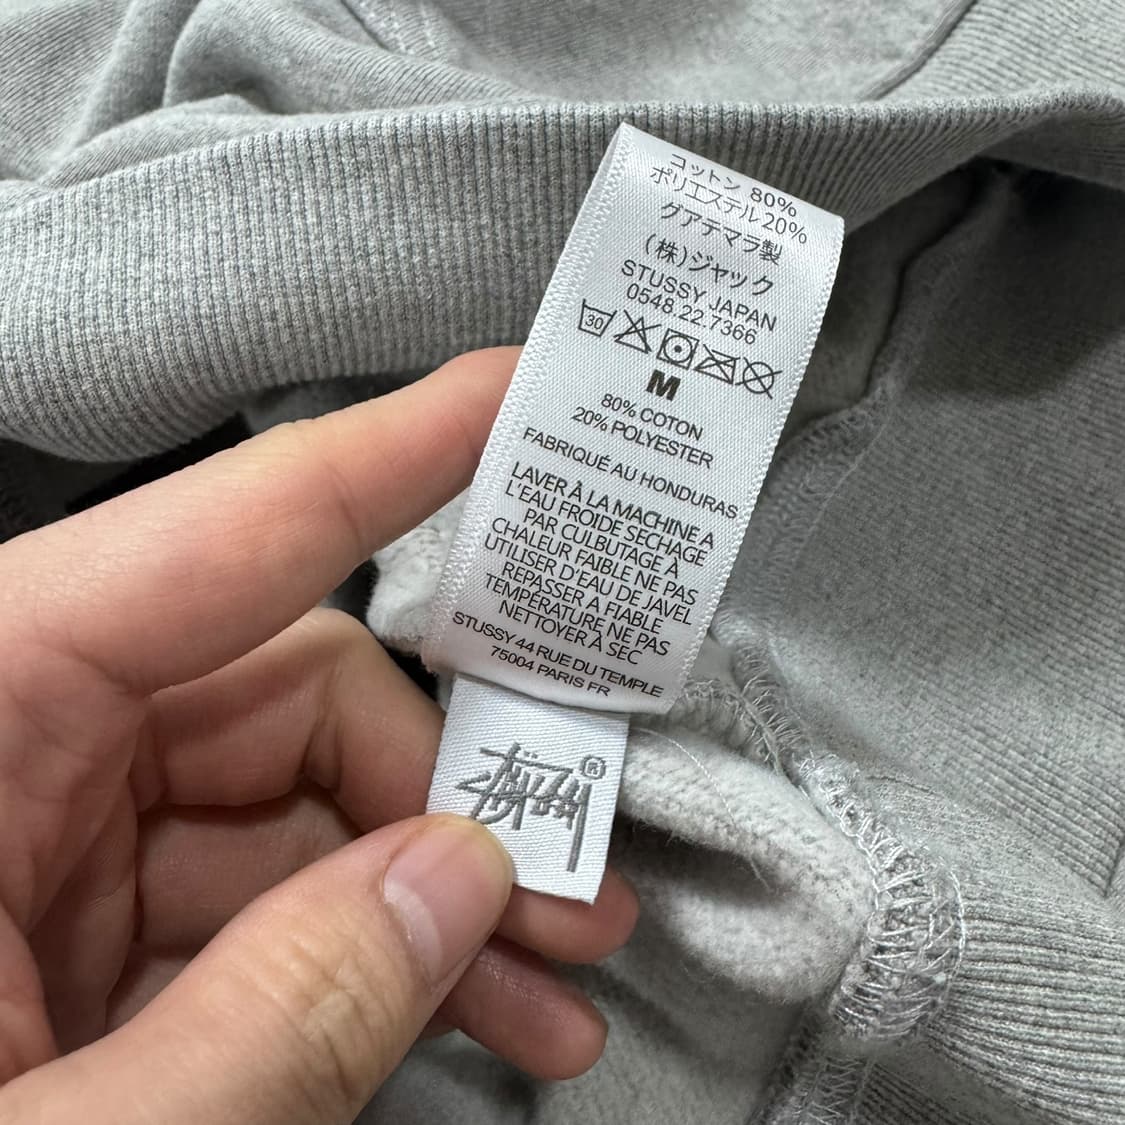 コットン 80%
ポリエステル20%
グアテマラ製
(株)ジャック
STUSSY JAPAN
0548.22.7366
30
M
80% COTON
20% POLYESTER
FABRIQUÉ AU HONDURAS
LAVER À LA MACHINE A
L'EAU FROIDE SECHAGE
PAR CULBUTAGE À
CHALEUR FAIBLE NE PAS
UTILISER D'EAU DE JAVEL
REPASSER A FIABLE
TEMPÉRATURE NE PAS
NETTOYER À SEC
STUSSY 44 RUE DU TEMPLE
75004 PARIS FR
Stüssy ®